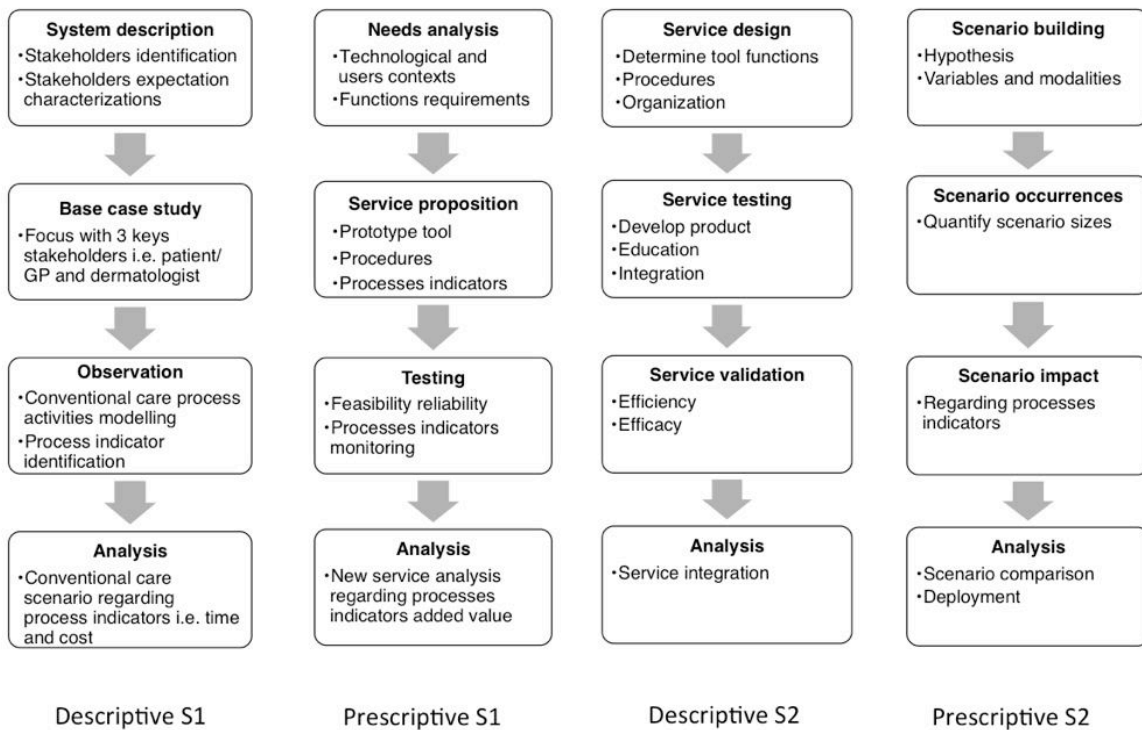 System description
•Stakeholders identification
•Stakeholders expectation
characterizations
Base case study
•Focus with 3 keys
stakeholders i.e. patient/
GP and dermatologist
Observation
•Conventional care process
activities modelling
•Process indicator
identification
Analysis
•Conventional care
scenario regarding
process indicators i.e. time
and cost
Descriptive S1
Needs analysis
•Technological and
users contexts
•Functions requirements
Service proposition
•Prototype tool
•Procedures
•Processes indicators
Testing
•Feasibility reliability
•Processes indicators
monitoring
Analysis
•New service analysis
regarding processes
indicators added value
Prescriptive S1
Service design
•Determine tool functions
•Procedures
•Organization
Service testing
•Develop product
•Education
•Integration
Service validation
•Efficiency
•Efficacy
Analysis
•Service integration
Descriptive S2
Scenario building
•Hypothesis
•Variables and modalities
Scenario occurrences
•Quantify scenario sizes
Scenario impact
•Regarding processes
indicators
Analysis
•Scenario comparison
•Deployment
Prescriptive S2